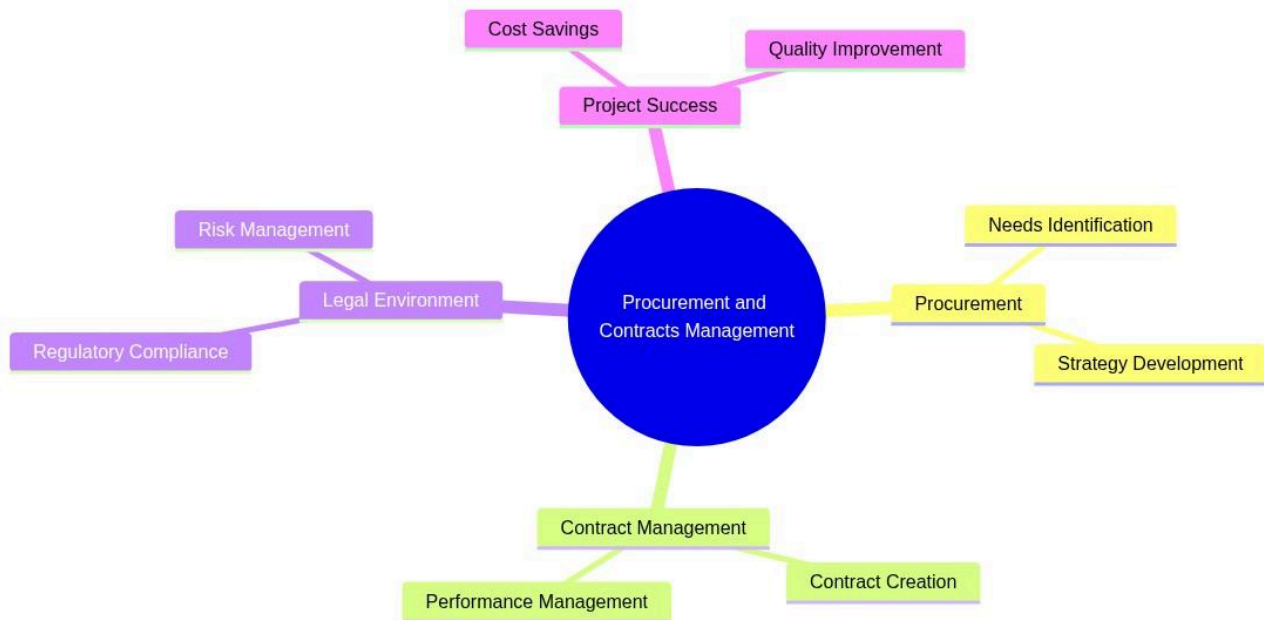 Cost Savings
Quality Improvement
Project Success
Risk Management
Needs Identification
Legal Environment
Procurement and
Contracts Management
Procurement
Regulatory Compliance
Strategy Development
Contract Management
Contract Creation
Performance Management